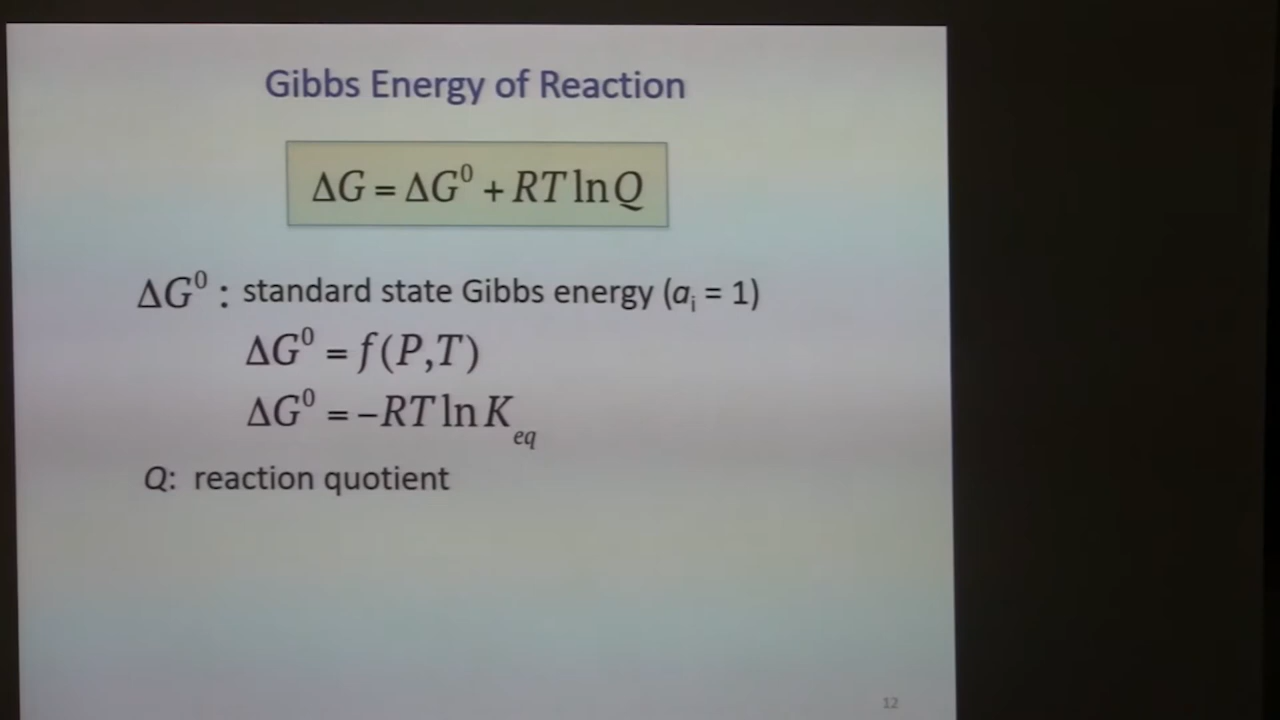 Gibbs Energy of Reaction
ΔG = ΔG⁰ + RT ln Q
ΔG⁰ : standard state Gibbs energy (aᵢ = 1)
ΔG⁰ = f(P,T)
ΔG⁰ = –RT ln K_eq
Q: reaction quotient
12